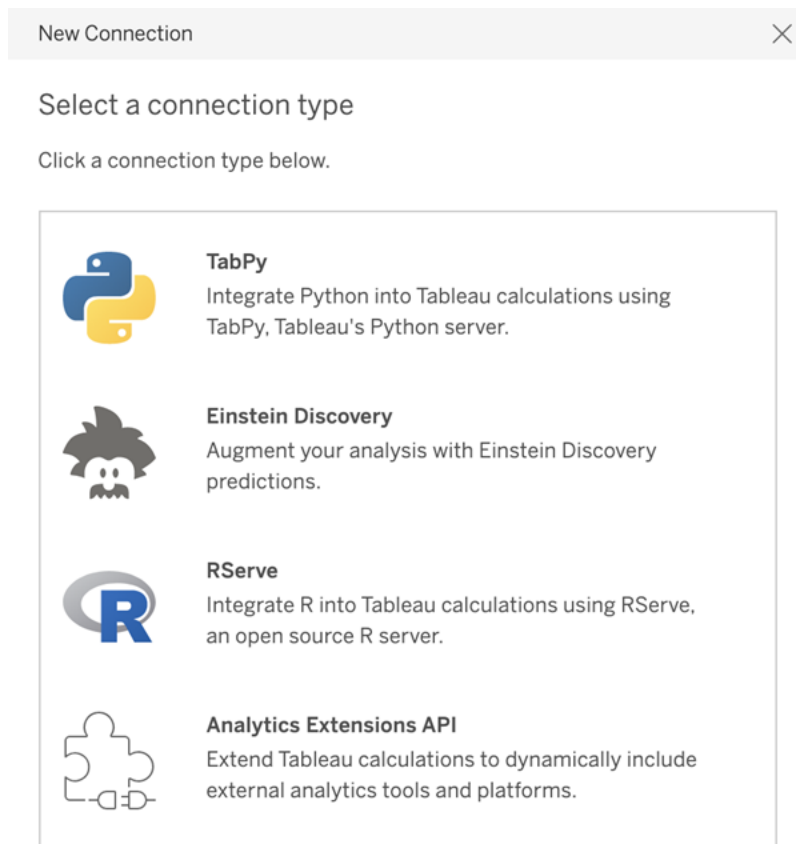 New Connection
Select a connection type
Click a connection type below.
TabPy
Integrate Python into Tableau calculations using
TabPy, Tableau's Python server.
Einstein Discovery
Augment your analysis with Einstein Discovery
predictions.
R
RServe
Integrate R into Tableau calculations using RServe,
an open source R server.
Analytics Extensions API
Extend Tableau calculations to dynamically include
external analytics tools and platforms.